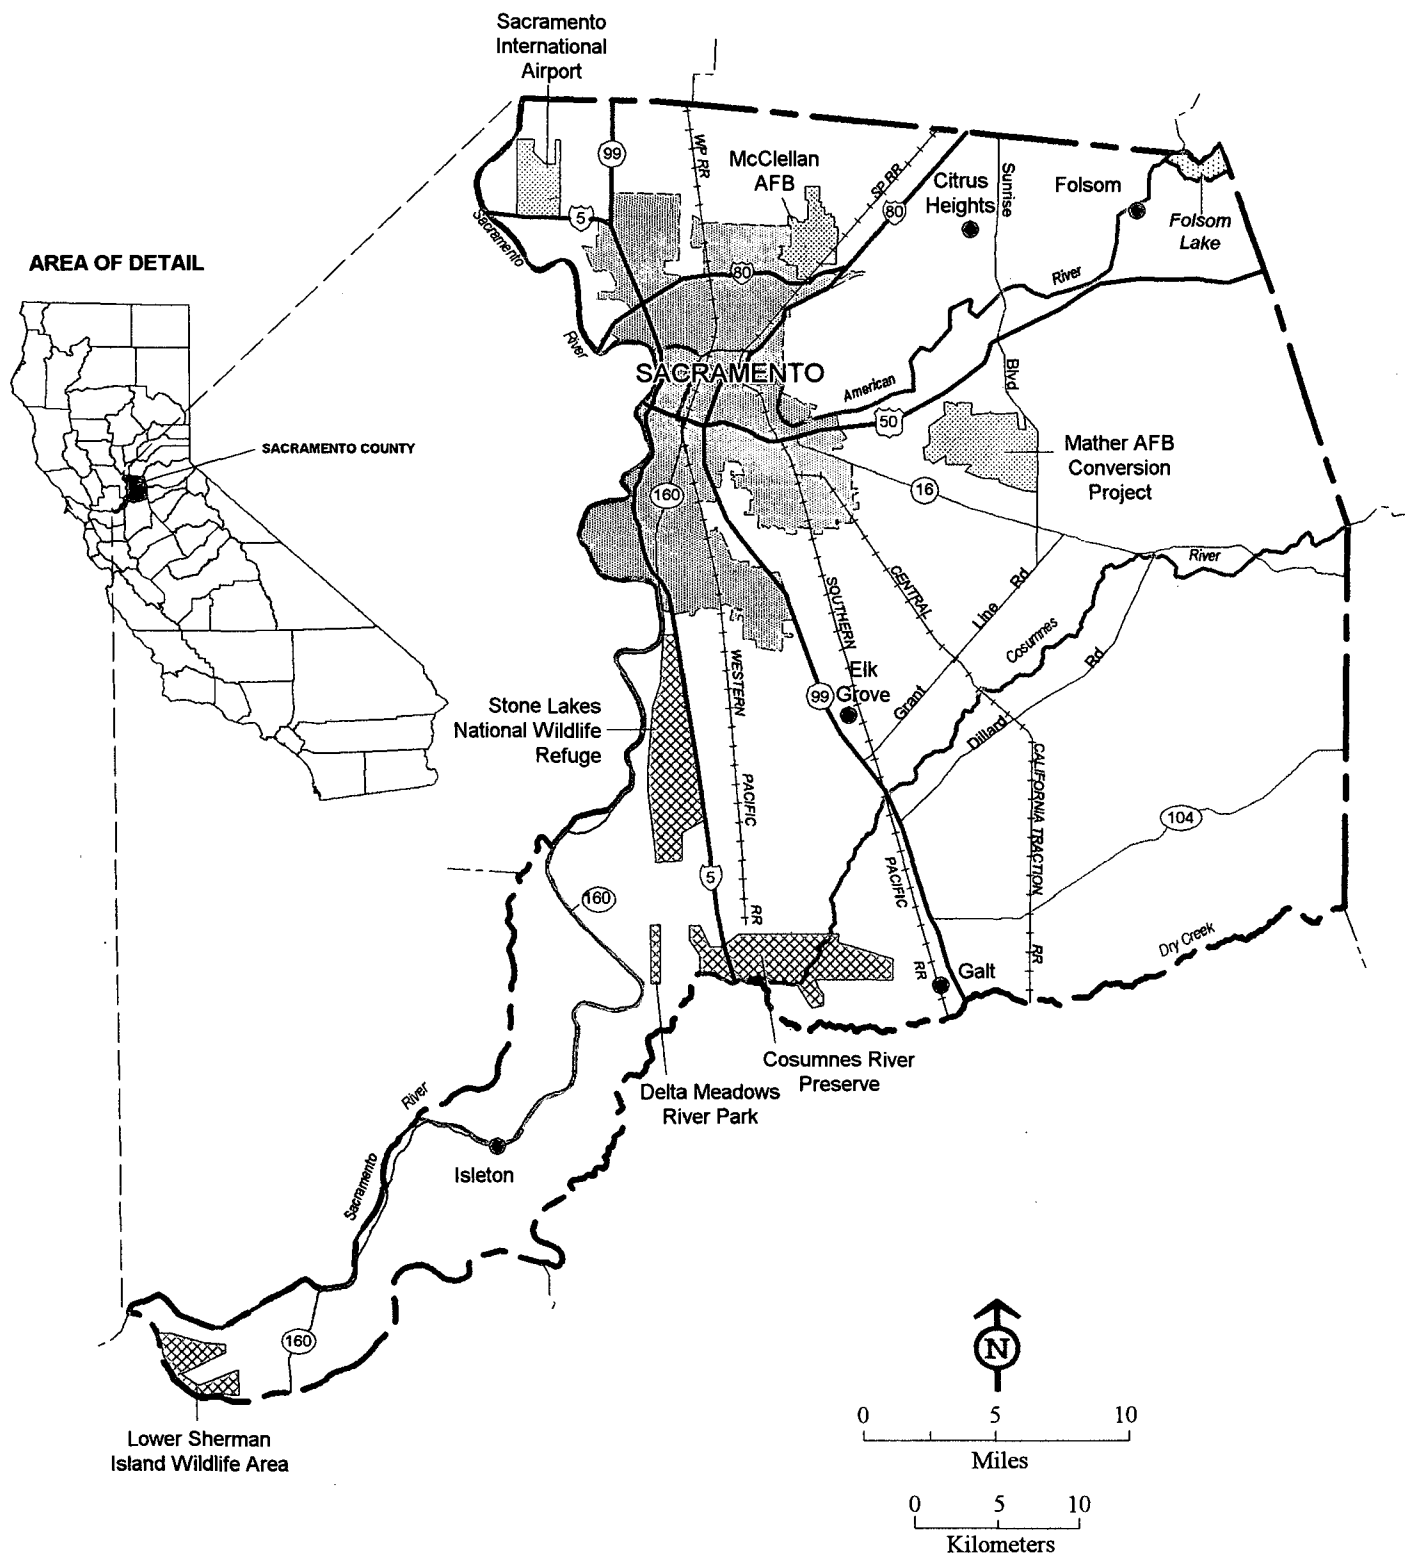 Sacramento
International
Airport
99
WP RR
McClellan
AFB
SP RR
80
Citrus
Heights
Sunrise
Folsom
Folsom
Lake
5
Sacramento
River
80
River
AREA OF DETAIL
SACRAMENTO
American
Blvd
50
SACRAMENTO COUNTY
Mather AFB
Conversion
Project
160
16
River
CENTRAL
SOUTHERN
Line
Rd
Cosumnes
Rd
WESTERN
Elk
Grove
99
Grant
Dillard
Stone Lakes
National Wildlife
Refuge
PACIFIC
CALIFORNIA TRACTION
104
5
PACIFIC
160
RR
RR
RR
Dry Creek
Galt
Cosumnes River
Preserve
Delta Meadows
River Park
River
Isleton
Sacramento
160
N
Lower Sherman
Island Wildlife Area
0 5 10
Miles
0 5 10
Kilometers